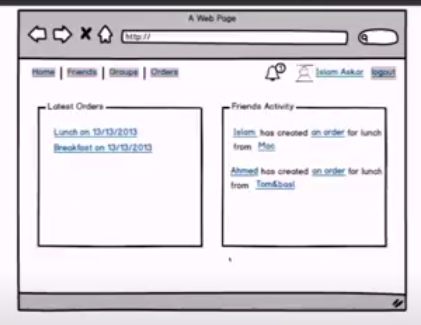 A Web Page
http://
Home | Friends | Groups | Orders
1
Islam Askar logout
Latest Orders
Lunch on 13/13/2013
Breakfast on 13/13/2013
Friends Activity
Islam has created an order for lunch
from Mac
Ahmed has created an order for lunch
from Tom&basl